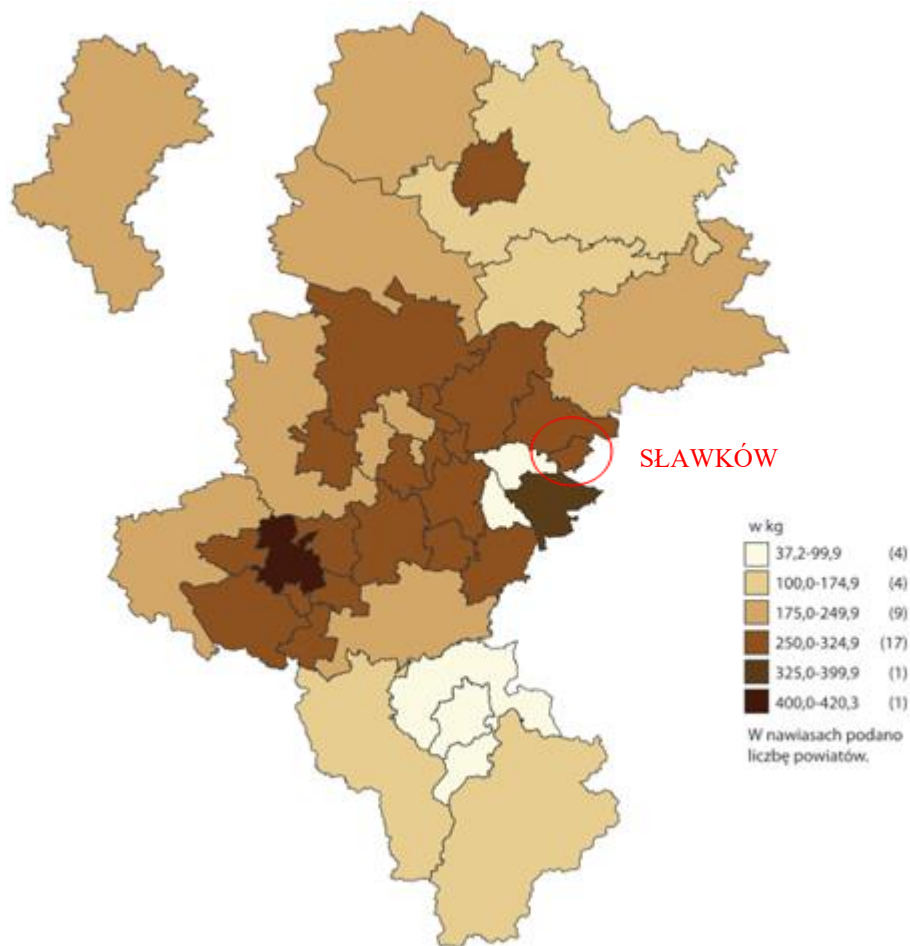 SŁAWKÓW
w kg
37,2-99,9 (4)
100,0-174,9 (4)
175,0-249,9 (9)
250,0-324,9 (17)
325,0-399,9 (1)
400,0-420,3 (1)
W nawiasach podano
liczbę powiatów.